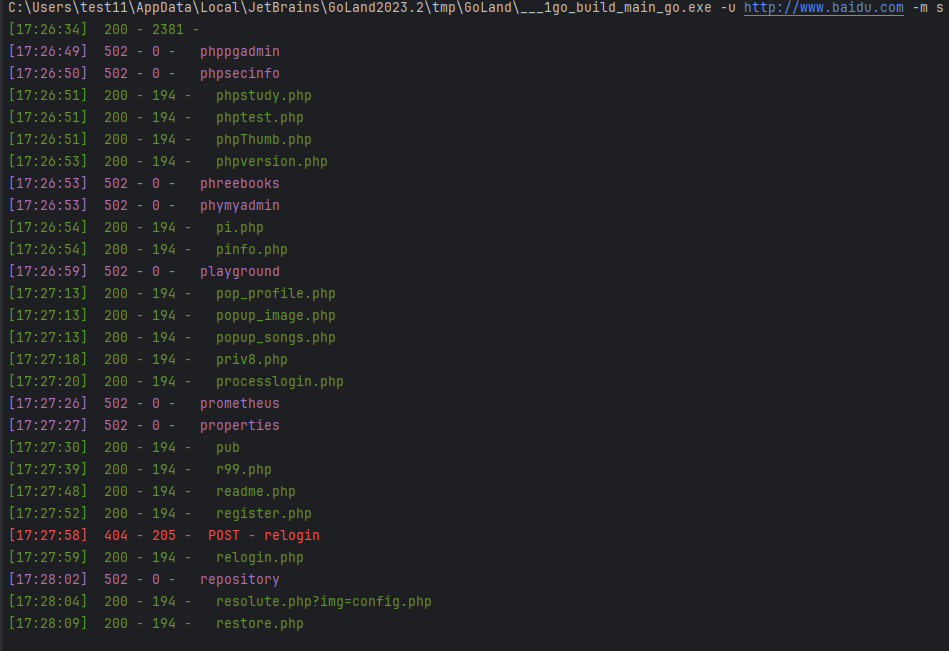 C:\Users\test11\AppData\Local\JetBrains\GoLand2023.2\tmp\GoLand\___1go_build_main_go.exe -u http://www.baidu.com -m s
[17:26:34]  200 - 2381 -
[17:26:49]  502 - 0 -   phppgadmin
[17:26:50]  502 - 0 -   phpsecinfo
[17:26:51]  200 - 194 -   phpstudy.php
[17:26:51]  200 - 194 -   phptest.php
[17:26:51]  200 - 194 -   phpThumb.php
[17:26:53]  200 - 194 -   phpversion.php
[17:26:53]  502 - 0 -   phreebooks
[17:26:53]  502 - 0 -   phymyadmin
[17:26:54]  200 - 194 -   pi.php
[17:26:54]  200 - 194 -   pinfo.php
[17:26:59]  502 - 0 -   playground
[17:27:13]  200 - 194 -   pop_profile.php
[17:27:13]  200 - 194 -   popup_image.php
[17:27:13]  200 - 194 -   popup_songs.php
[17:27:18]  200 - 194 -   priv8.php
[17:27:20]  200 - 194 -   processlogin.php
[17:27:26]  502 - 0 -   prometheus
[17:27:27]  502 - 0 -   properties
[17:27:30]  200 - 194 -   pub
[17:27:39]  200 - 194 -   r99.php
[17:27:48]  200 - 194 -   readme.php
[17:27:52]  200 - 194 -   register.php
[17:27:58]  404 - 205 -  POST - relogin
[17:27:59]  200 - 194 -   relogin.php
[17:28:02]  502 - 0 -   repository
[17:28:04]  200 - 194 -   resolute.php?img=config.php
[17:28:09]  200 - 194 -   restore.php